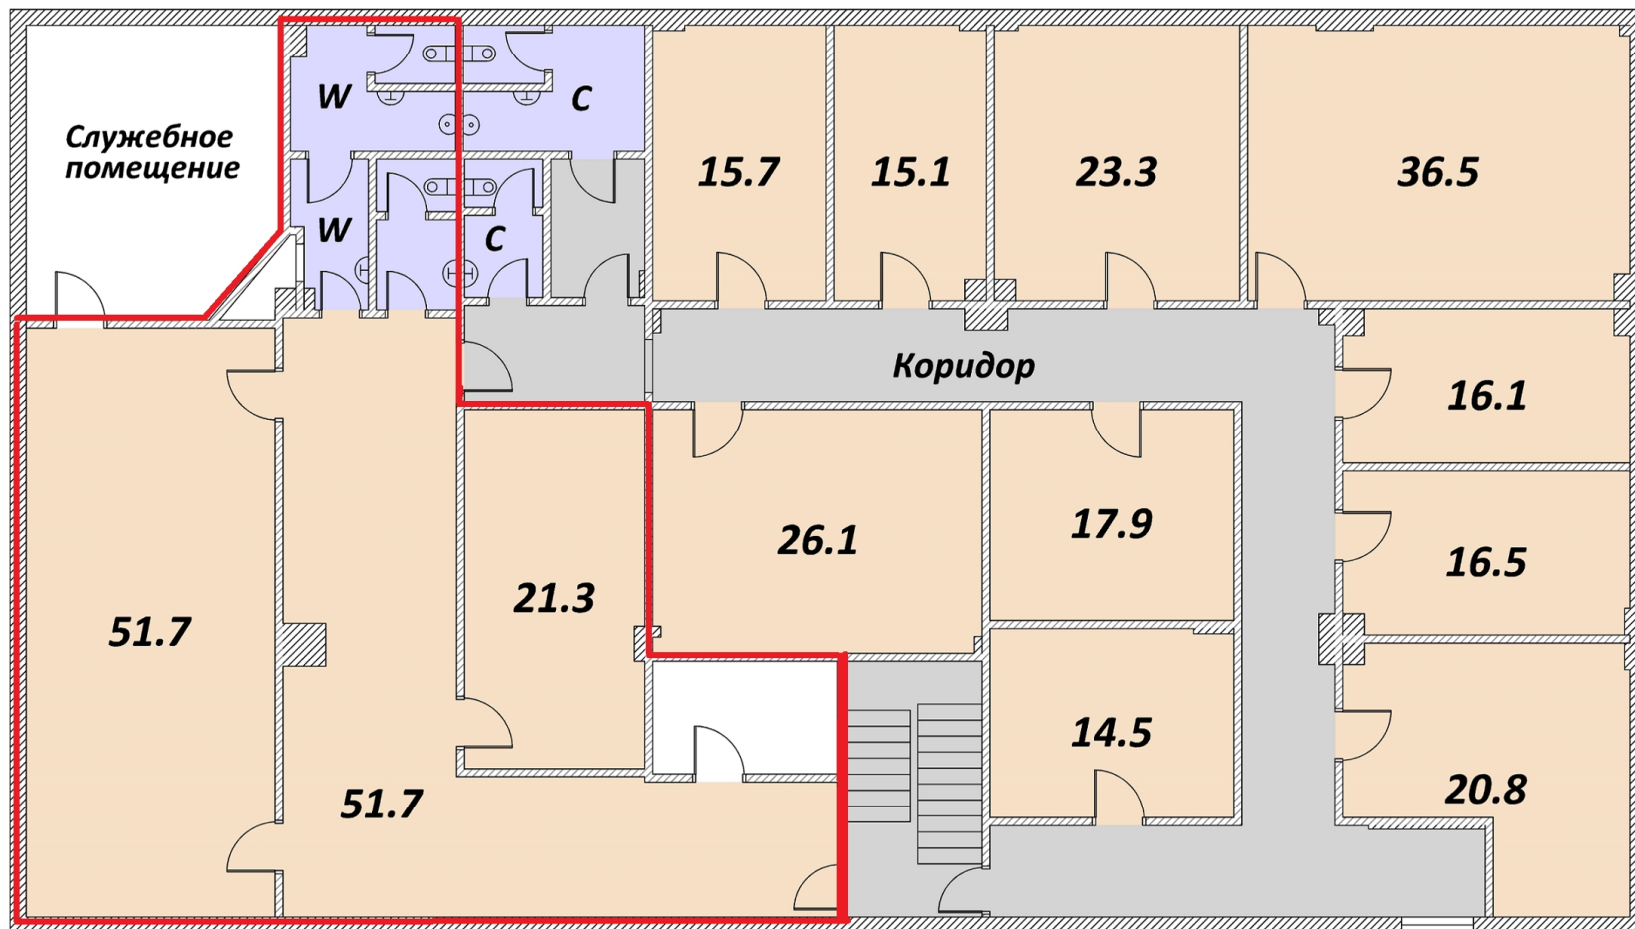 W
C
Служебное
помещение
15.7
15.1
23.3
36.5
W
C
Коридор
16.1
26.1
17.9
16.5
21.3
51.7
14.5
20.8
51.7